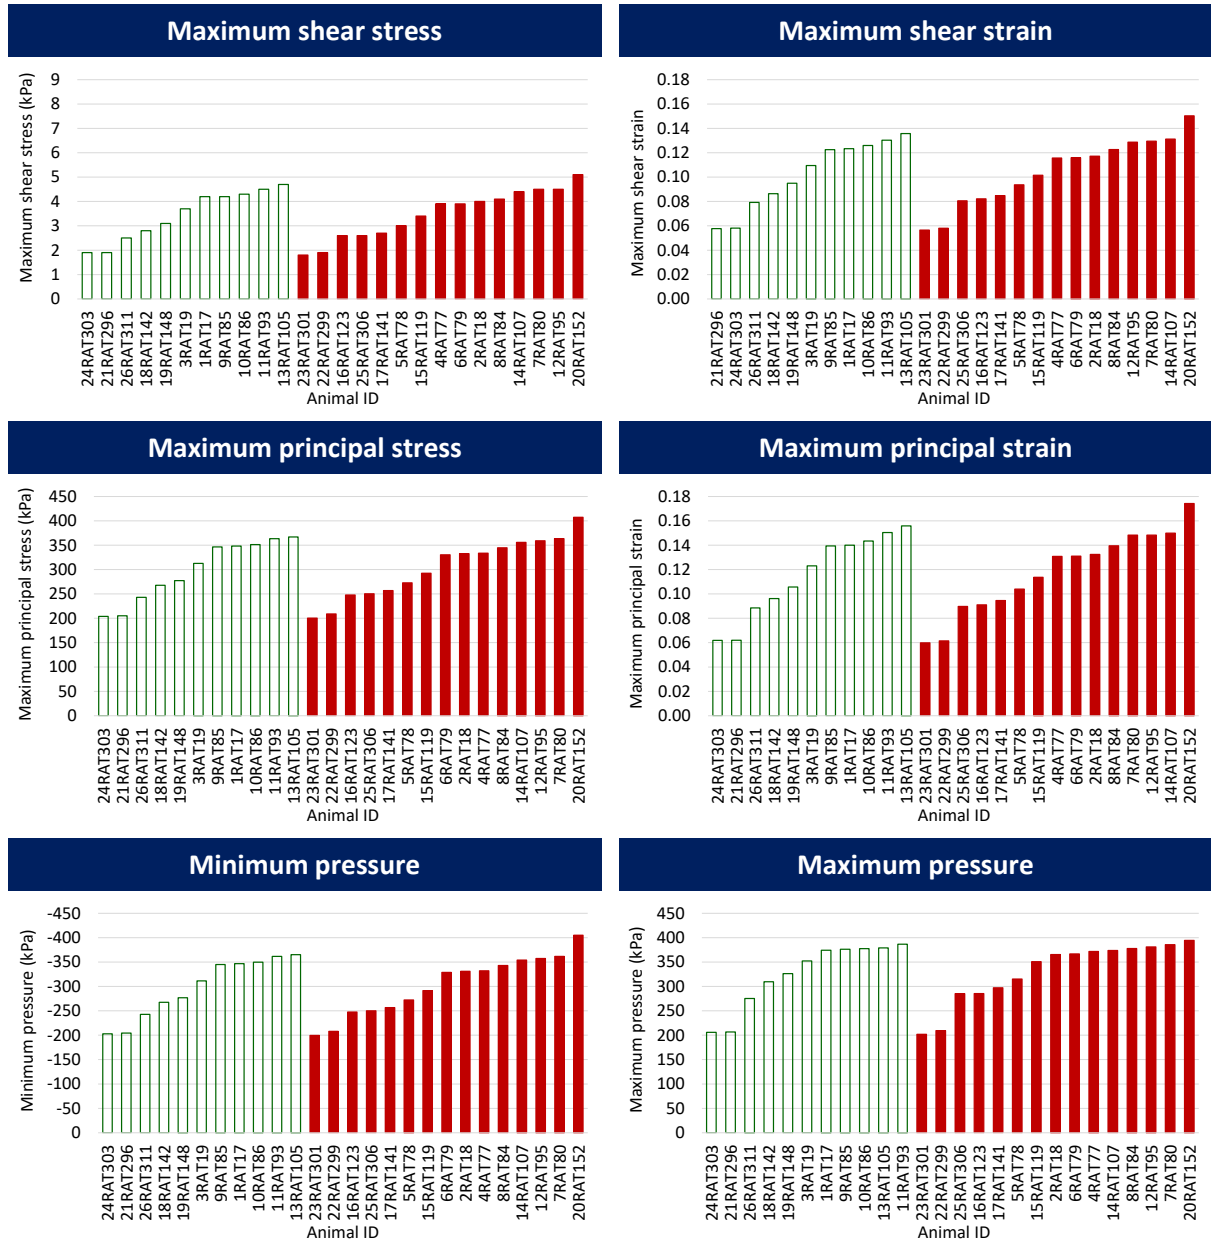 Maximum shear stress
Maximum shear stress (kPa)
9
8
7
6
5
4
3
2
1
0
24RAT303
21RAT296
26RAT311
18RAT142
19RAT148
3RAT19
1RAT17
9RAT85
10RAT86
11RAT93
13RAT105
23RAT301
22RAT299
16RAT123
25RAT306
17RAT141
5RAT78
15RAT119
4RAT77
6RAT79
2RAT18
8RAT84
14RAT107
7RAT80
12RAT95
20RAT152
Animal ID
Maximum shear strain
Maximum shear strain
0.18
0.16
0.14
0.12
0.10
0.08
0.06
0.04
0.02
0.00
21RAT296
24RAT303
26RAT311
18RAT142
19RAT148
3RAT19
9RAT85
1RAT17
10RAT86
11RAT93
13RAT105
23RAT301
22RAT299
25RAT306
16RAT123
17RAT141
5RAT78
15RAT119
4RAT77
6RAT79
2RAT18
8RAT84
12RAT95
7RAT80
14RAT107
20RAT152
Animal ID
Maximum principal stress
Maximum principal stress (kPa)
450
400
350
300
250
200
150
100
50
0
24RAT303
21RAT296
26RAT311
18RAT142
19RAT148
3RAT19
9RAT85
1RAT17
10RAT86
11RAT93
13RAT105
23RAT301
22RAT299
16RAT123
25RAT306
17RAT141
5RAT78
15RAT119
6RAT79
2RAT18
4RAT77
8RAT84
14RAT107
12RAT95
7RAT80
20RAT152
Animal ID
Maximum principal strain
Maximum principal strain
0.18
0.16
0.14
0.12
0.10
0.08
0.06
0.04
0.02
0.00
24RAT303
21RAT296
26RAT311
18RAT142
19RAT148
3RAT19
9RAT85
1RAT17
10RAT86
11RAT93
13RAT105
23RAT301
22RAT299
25RAT306
16RAT123
17RAT141
5RAT78
15RAT119
4RAT77
6RAT79
2RAT18
8RAT84
7RAT80
12RAT95
14RAT107
20RAT152
Animal ID
Minimum pressure
Minimum pressure (kPa)
-450
-400
-350
-300
-250
-200
-150
-100
-50
0
24RAT303
21RAT296
26RAT311
18RAT142
19RAT148
3RAT19
9RAT85
1RAT17
10RAT86
11RAT93
13RAT105
23RAT301
22RAT299
16RAT123
25RAT306
17RAT141
5RAT78
15RAT119
6RAT79
2RAT18
4RAT77
8RAT84
14RAT107
12RAT95
7RAT80
20RAT152
Animal ID
Maximum pressure
Maximum pressure (kPa)
450
400
350
300
250
200
150
100
50
0
24RAT303
21RAT296
26RAT311
18RAT142
19RAT148
3RAT19
1RAT17
9RAT85
10RAT86
13RAT105
11RAT93
23RAT301
22RAT299
25RAT306
16RAT123
17RAT141
5RAT78
15RAT119
2RAT18
6RAT79
4RAT77
14RAT107
8RAT84
12RAT95
7RAT80
20RAT152
Animal ID